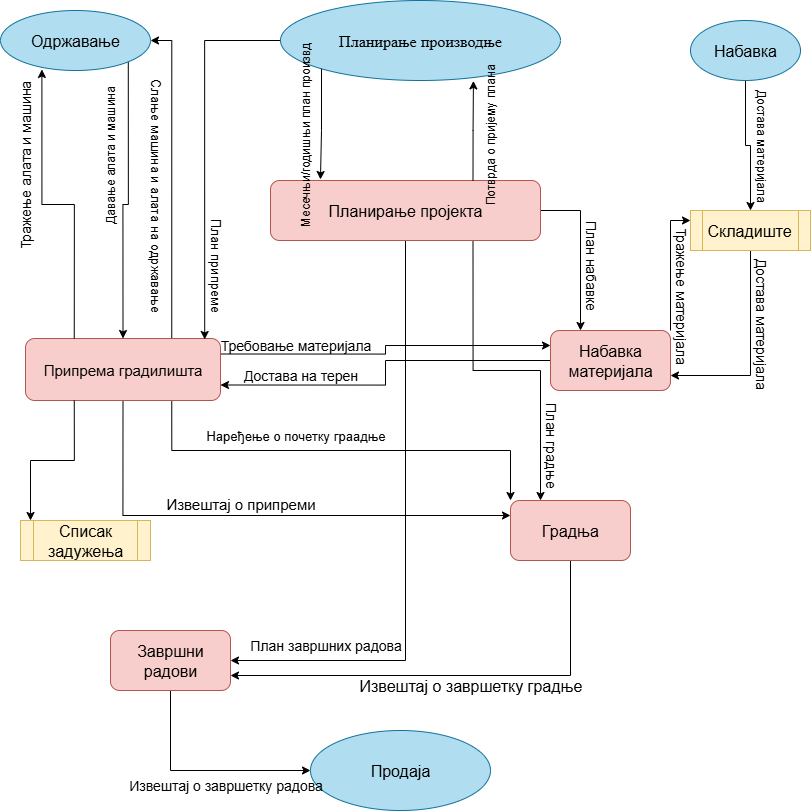 Одржавање
Планирање производње
Набавка
Тражење алата и машина
Давање алата и машина
Слање машина и алата на одржавање
План припреме
Месечњи/годишњи план произвд
Потврда о пријему плана
Достава материјала
Планирање пројекта
Складиште
План набавке
Тражење материјала
Достава материјала
Припрема градилишта
Требовање материјала
Достава на терен
Набавка
материјала
Наређење о почетку граадње
План градње
Извештај о припреми
Списак
задужења
Градња
Завршни
радови
План завршних радова
Извештај о завршетку градње
Извештај о завршетку радова
Продаја